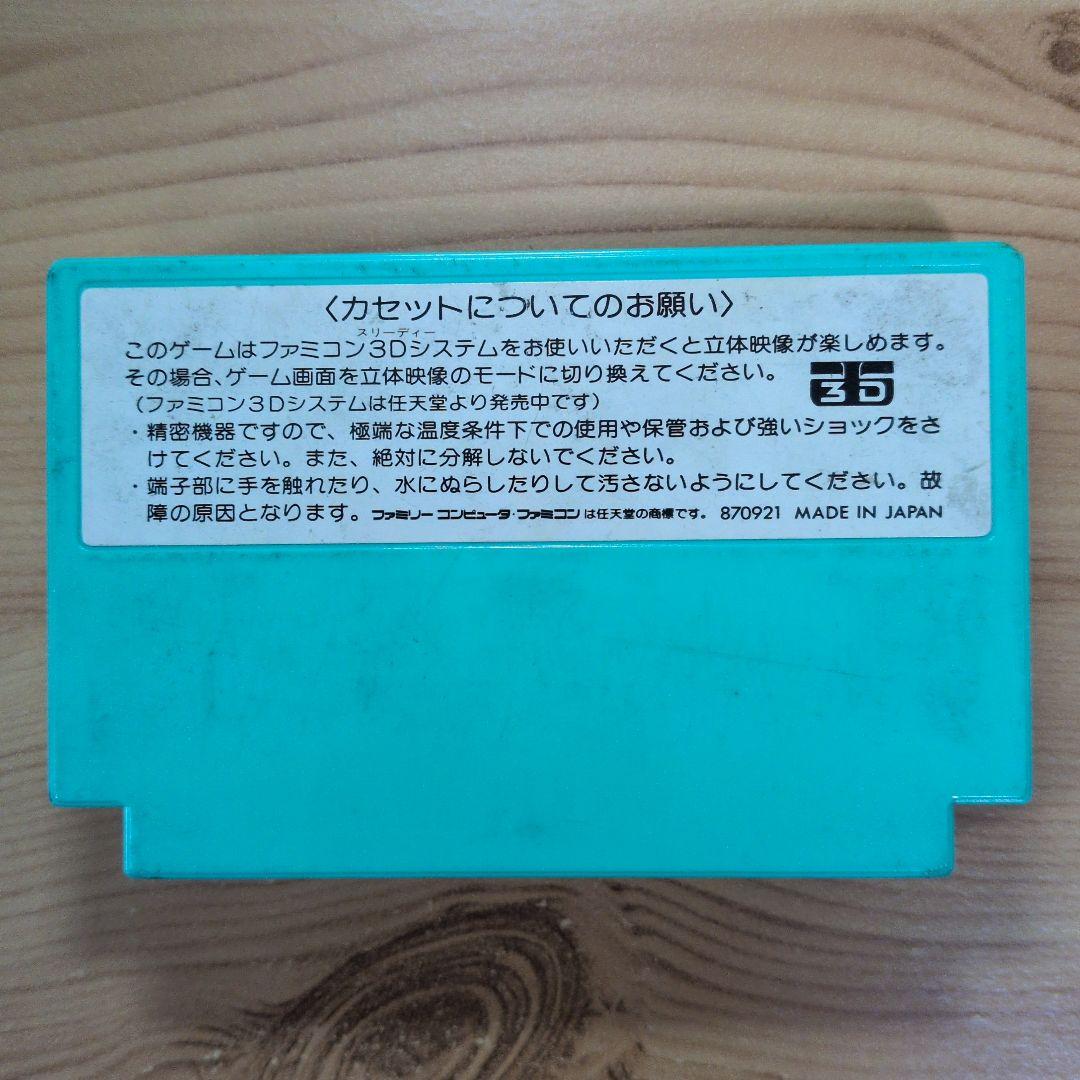 〈カセットについてのお願い〉
スリーディー
このゲームはファミコン3Dシステムをお使いいただくと立体映像が楽しめます。
その場合、ゲーム画面を立体映像のモードに切り換えてください。
3D
(ファミコン3Dシステムは任天堂より発売中です)
・精密機器ですので、極端な温度条件下での使用や保管および強いショックをさ
けてください。また、絶対に分解しないでください。
・端子部に手を触れたり、水にぬらしたりして汚さないようにしてください。故
障の原因となります。ファミリーコンピュータ・ファミコンは任天堂の商標です。 870921 MADE IN JAPAN